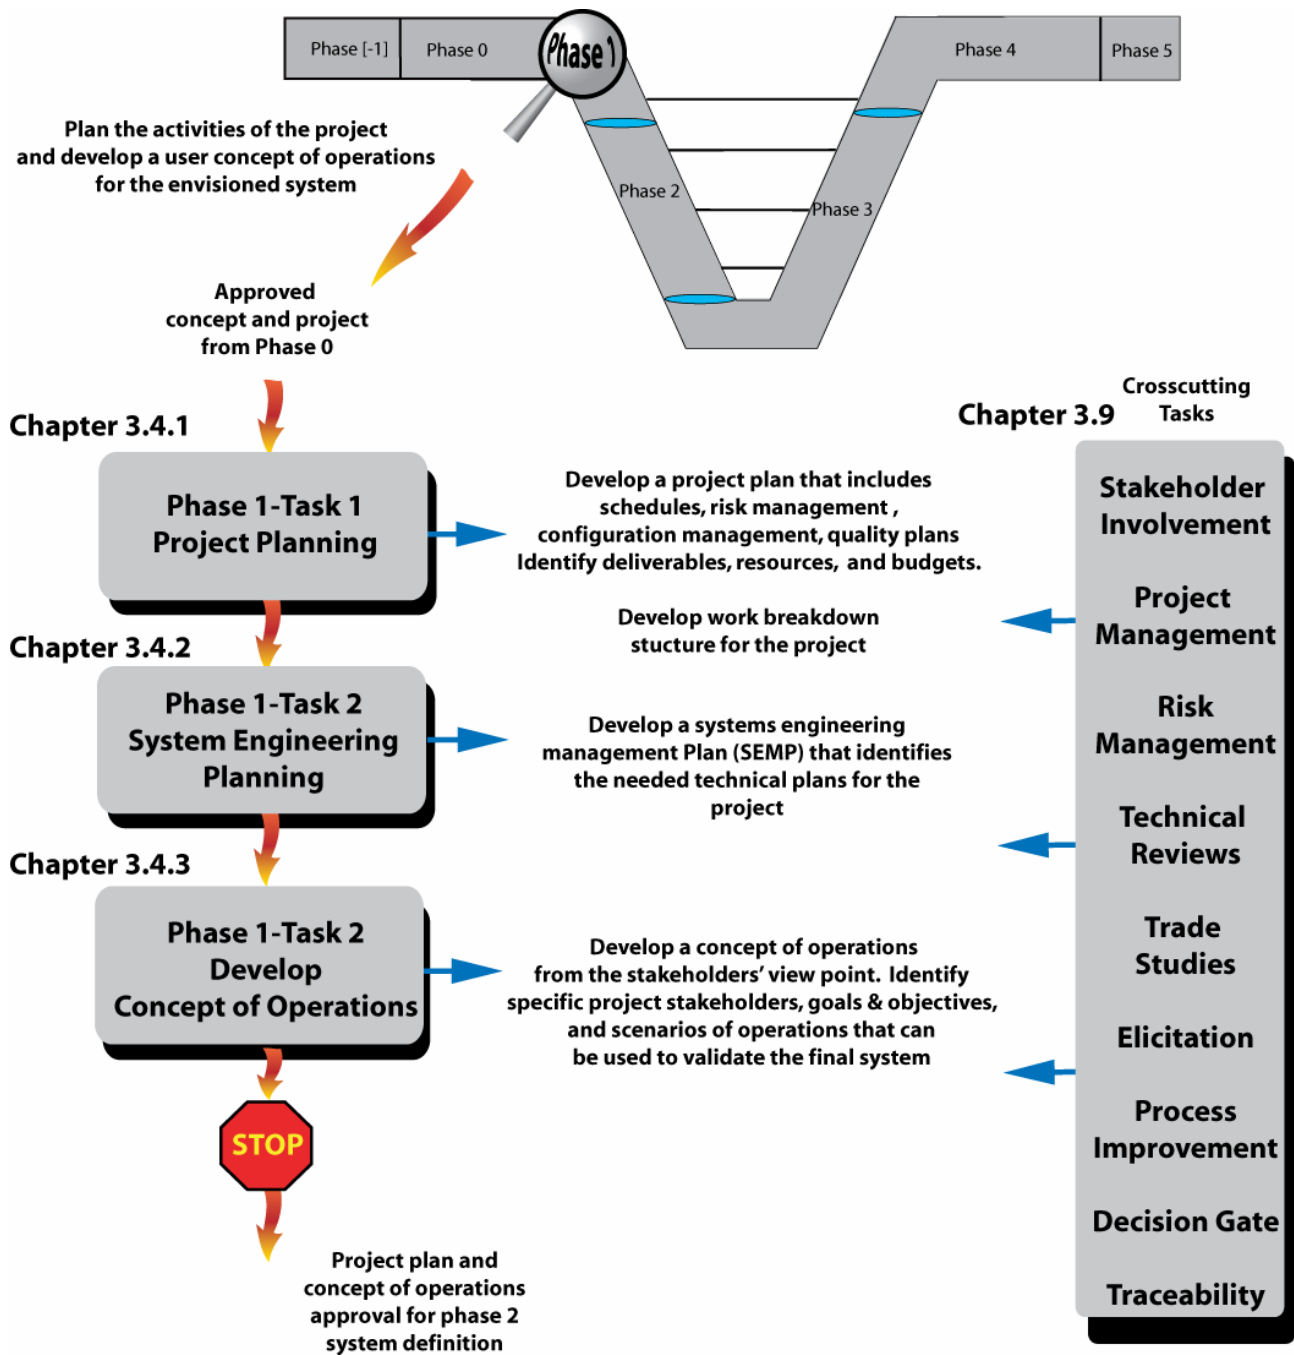 Phase [-1]
Phase 0
Phase 1
Phase 4
Phase 5
Phase 2
Phase 3
Plan the activities of the project
and develop a user concept of operations
for the envisioned system
Approved
concept and project
from Phase 0
Chapter 3.4.1
Phase 1-Task 1
Project Planning
Develop a project plan that includes
schedules, risk management ,
configuration management, quality plans
Identify deliverables, resources, and budgets.
Develop work breakdown
stucture for the project
Chapter 3.4.2
Phase 1-Task 2
System Engineering
Planning
Develop a systems engineering
management Plan (SEMP) that identifies
the needed technical plans for the
project
Chapter 3.4.3
Phase 1-Task 2
Develop
Concept of Operations
Develop a concept of operations
from the stakeholders' view point. Identify
specific project stakeholders, goals & objectives,
and scenarios of operations that can
be used to validate the final system
STOP
Project plan and
concept of operations
approval for phase 2
system definition
Chapter 3.9
Crosscutting
Tasks
Stakeholder
Involvement
Project
Management
Risk
Management
Technical
Reviews
Trade
Studies
Elicitation
Process
Improvement
Decision Gate
Traceability